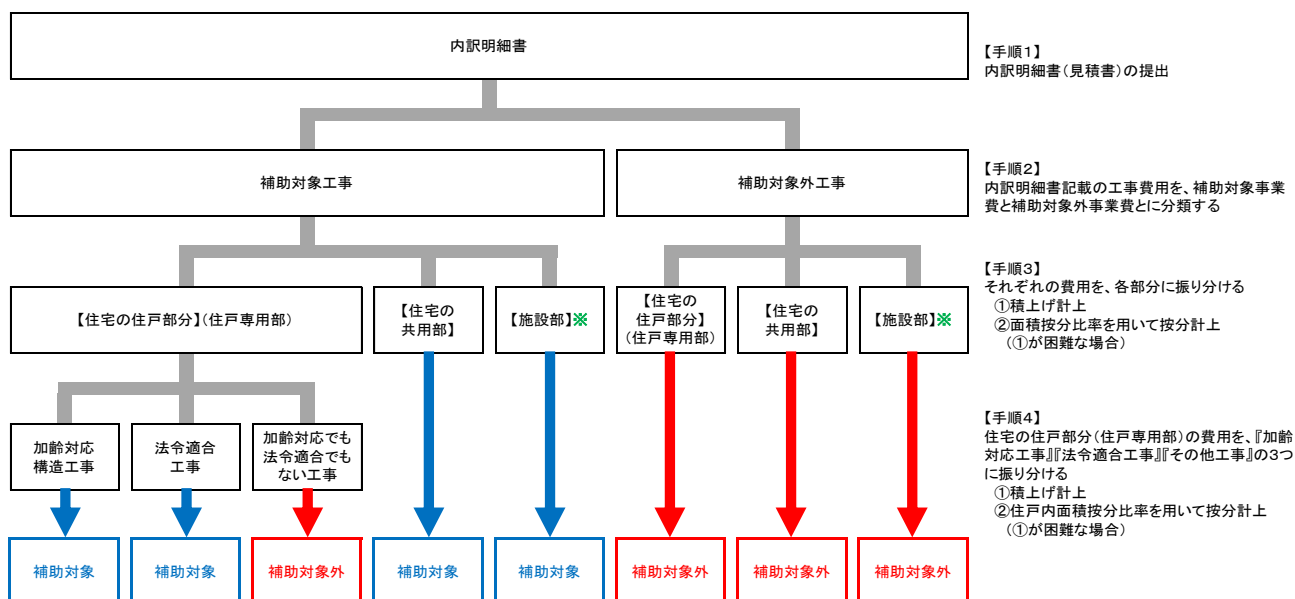 内訳明細書
【手順1】
内訳明細書(見積書)の提出
補助対象工事
補助対象外工事
【手順2】
内訳明細書記載の工事費用を、補助対象事業
費と補助対象外事業費とに分類する
【住宅の住戸部分】(住戸専用部)
【住宅の
共用部】
【施設部】※
【住宅の
住戸部分】
(住戸専用部)
【住宅の
共用部】
【施設部】※
【手順3】
それぞれの費用を、各部分に振り分ける
①積上げ計上
②面積按分比率を用いて按分計上
(①が困難な場合)
加齢対応
構造工事
法令適合
工事
加齢対応でも
法令適合でも
ない工事
【手順4】
住宅の住戸部分(住戸専用部)の費用を、『加齢
対応工事』『法令適合工事』『その他工事』の3つ
に振り分ける
①積上げ計上
②住戸内面積按分比率を用いて按分計上
(①が困難な場合)
補助対象
補助対象
補助対象外
補助対象
補助対象
補助対象外
補助対象外
補助対象外